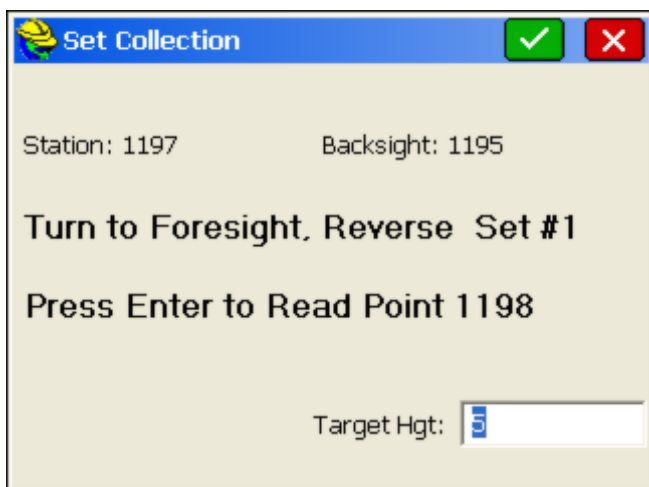 Set Collection
Station: 1197 Backsight: 1195
Turn to Foresight, Reverse Set #1
Press Enter to Read Point 1198
Target Hgt: 5